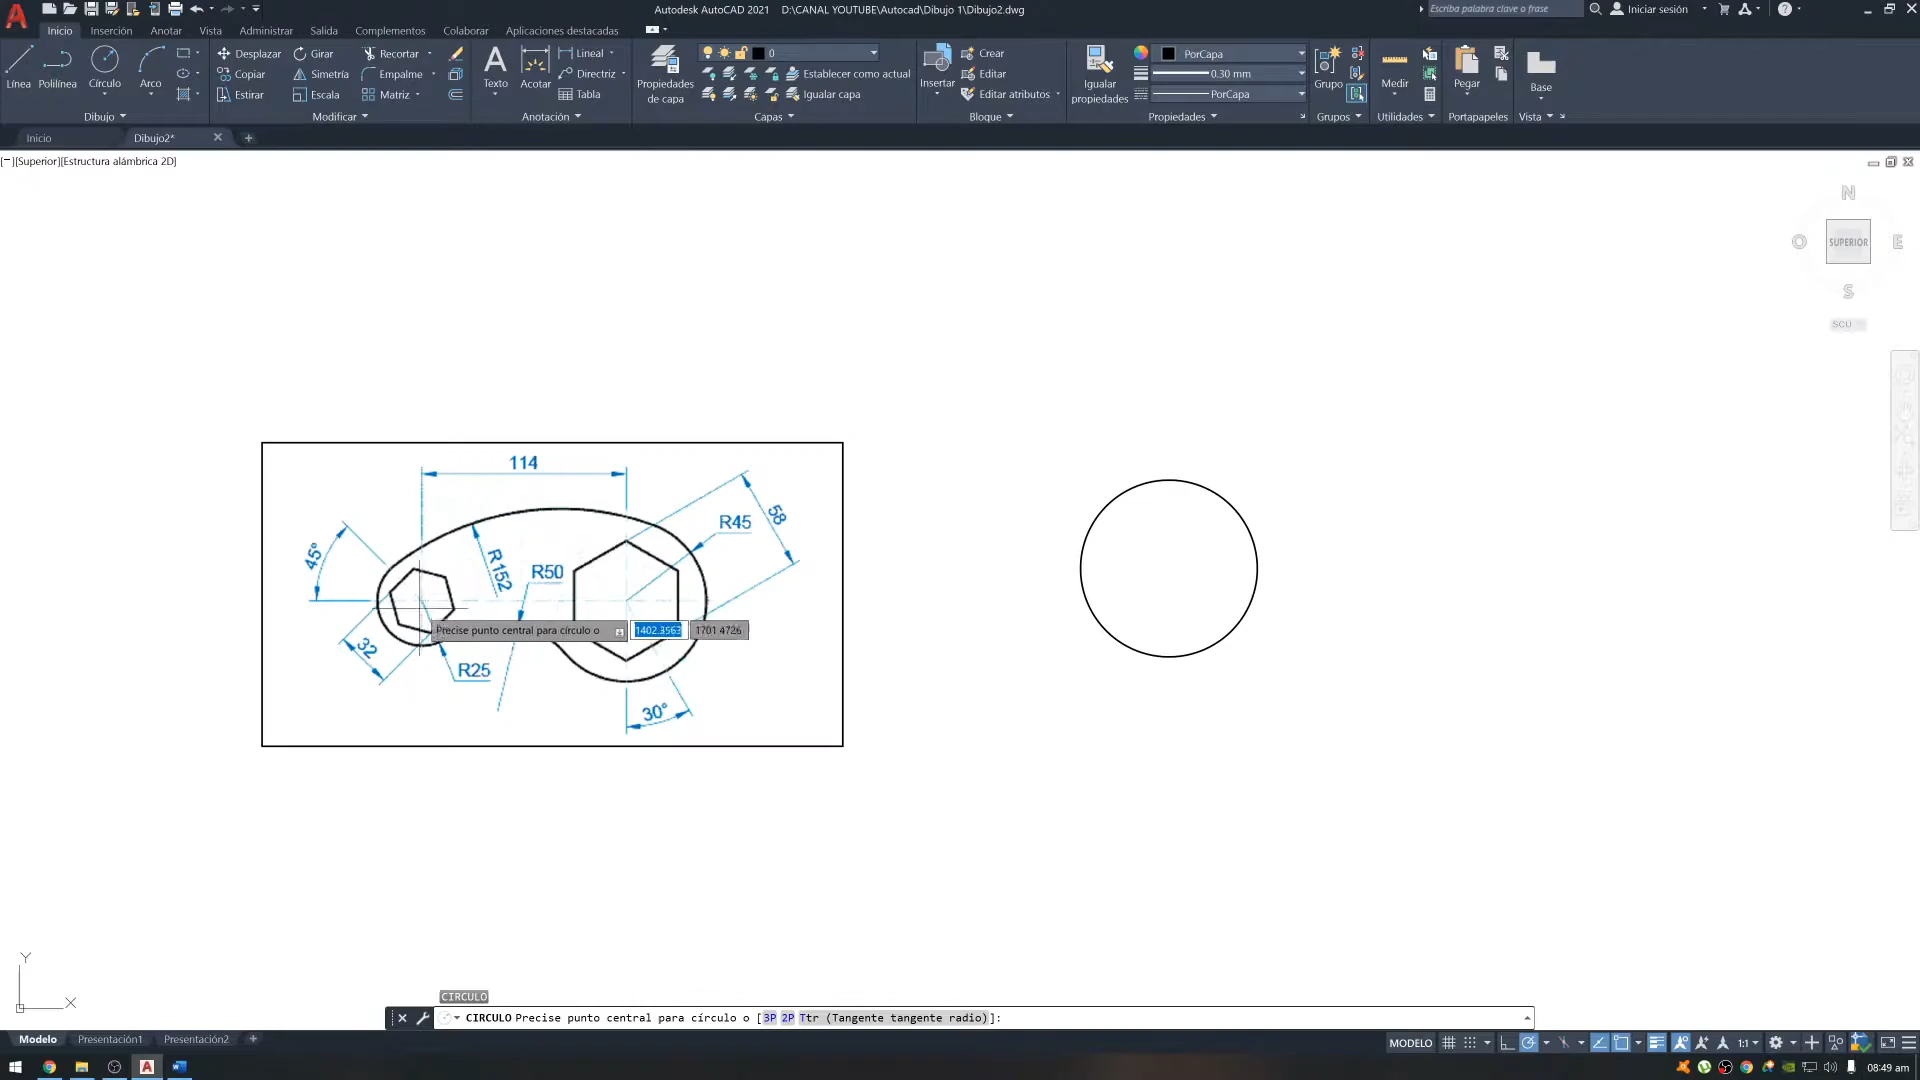 Autodesk AutoCAD 2021 D:\CANAL YOUTUBE\Autocad\Dibujo 1\Dibujo2.dwg
Escriba palabra clave o frase
Iniciar sesión
Inicio Inserción Anotar Vista Administrar Salida Complementos Colaborar Aplicaciones destacadas
Línea Polilínea Círculo Arco
Desplazar Girar Recortar
Copiar Simetría Empalme
Estirar Escala Matriz
Texto Acotar
Lineal
Directriz
Tabla
Propiedades de capa
0
Establecer como actual
Igualar capa
Insertar
Crear
Editar
Editar atributos
Igualar propiedades
PorCapa
0.30 mm
PorCapa
Grupo Medir Pegar Base
Dibujo Modificar Anotación Capas Bloque Propiedades Grupos Utilidades Portapapeles Vista
Inicio Dibujo2*
[−][Superior][Estructura alámbrica 2D]
N
O SUPERIOR E
S
SCU
114
58
R45
45°
R152
R50
Precise punto central para círculo o 1402.3563 1701.4726
32
R25
30°
Y
X
CIRCULO
CIRCULO Precise punto central para círculo o [3P 2P Ttr (Tangente tangente radio)]:
Modelo Presentación1 Presentación2
MODELO 1:1
08:49 am